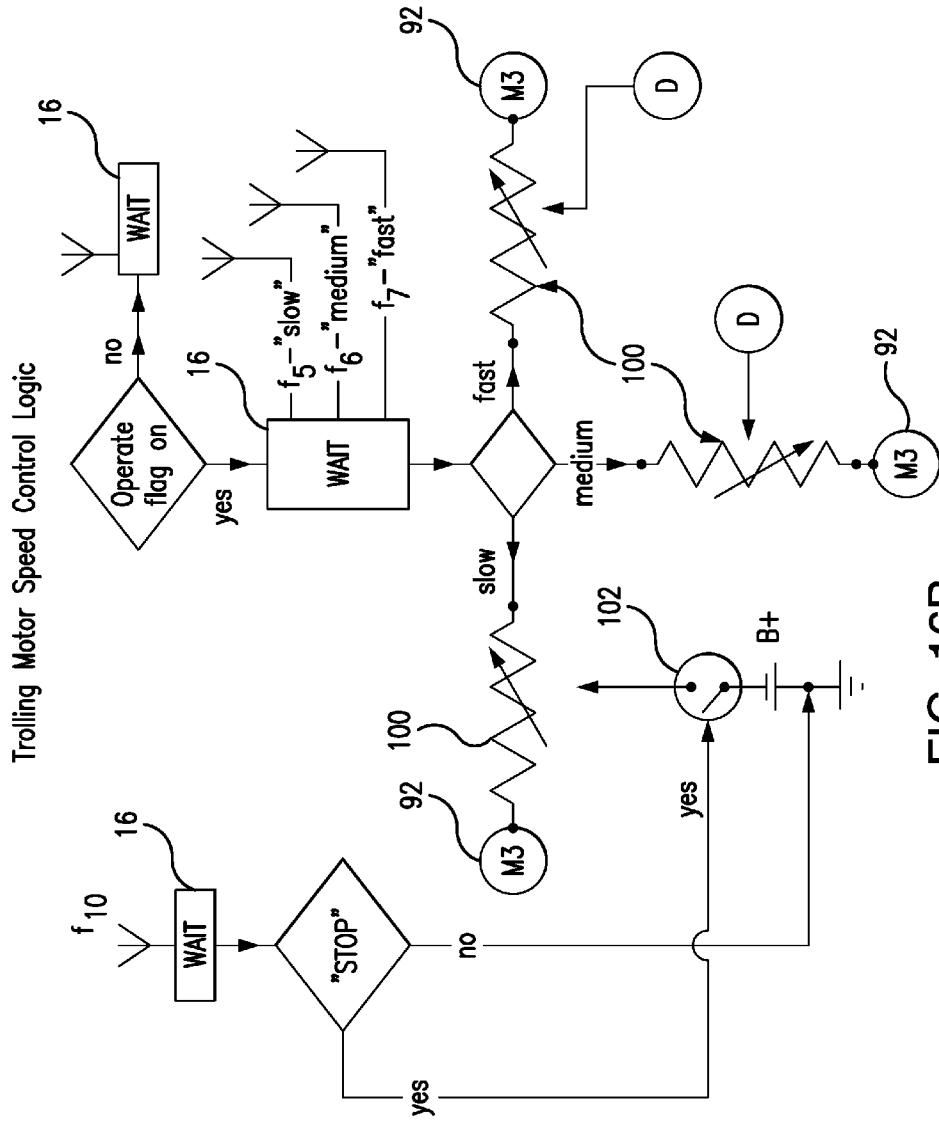 Trolling Motor Speed Control Logic
f10
16
WAIT
"STOP"
no
yes
Operate
flag on
no
16
WAIT
yes
16
WAIT
f5-"slow"
f6-"medium"
f7-"fast"
slow
fast
medium
100
92
M3
100
92
M3
D
D
92
M3
yes
102
B+
FIG.